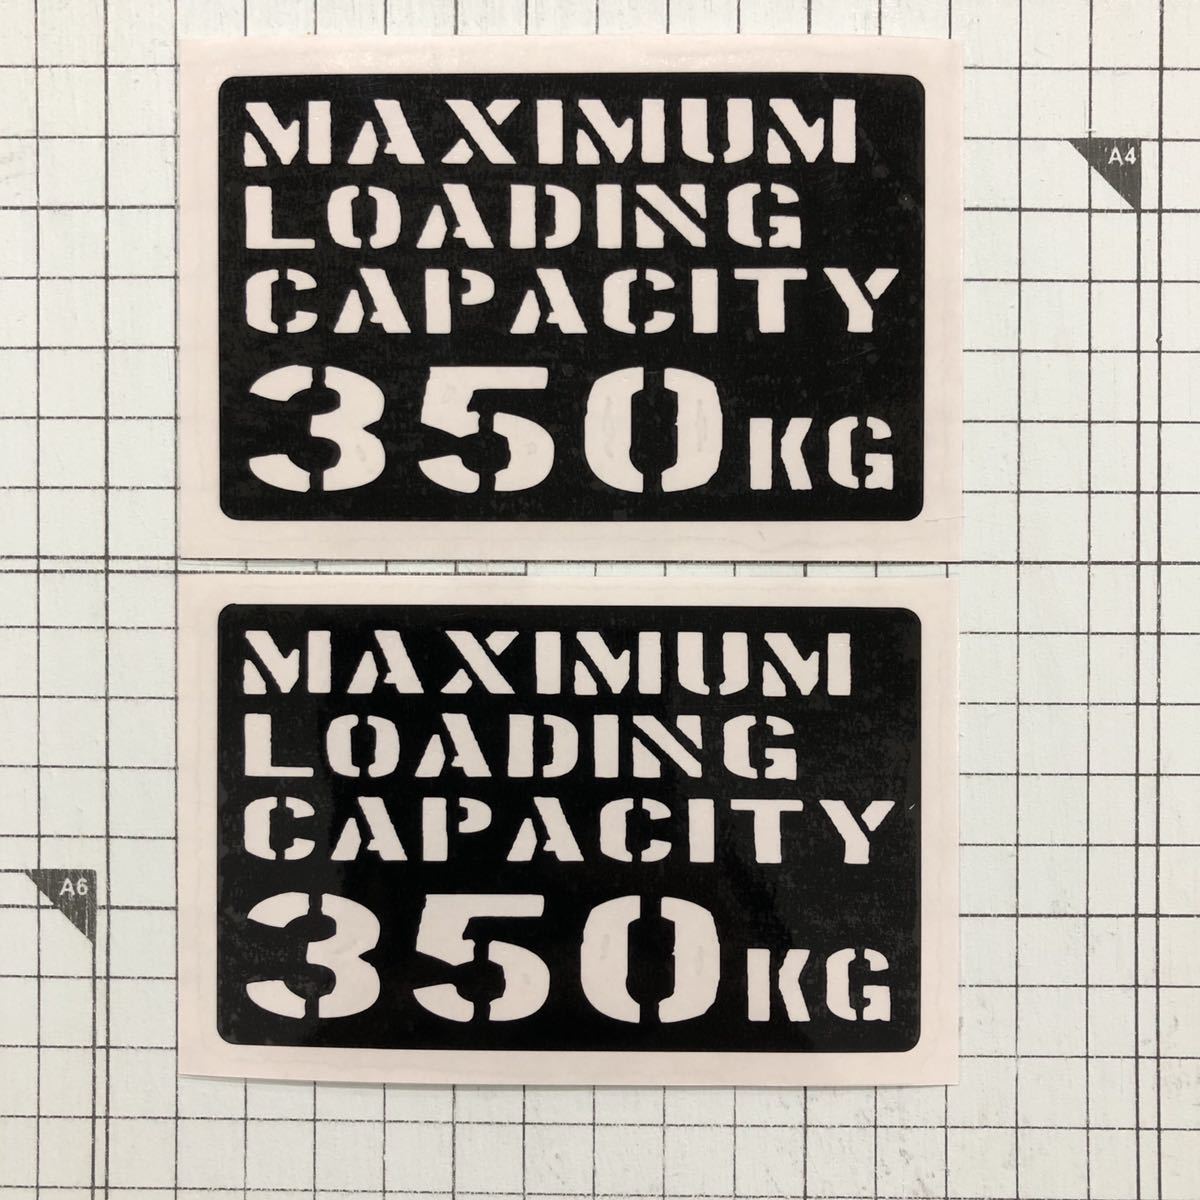 MAXIMUM
LOADING
CAPACITY
350KG
A4
MAXIMUM
LOADING
CAPACITY
350KG
A6